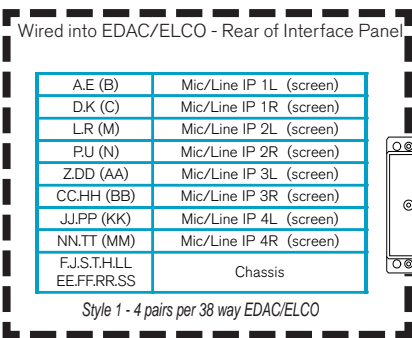 Wired into EDAC/ELCO - Rear of Interface Panel
A.E (B) Mic/Line IP 1L (screen)
D.K (C) Mic/Line IP 1R (screen)
L.R (M) Mic/Line IP 2L (screen)
P.U (N) Mic/Line IP 2R (screen)
Z.DD (AA) Mic/Line IP 3L (screen)
CC.HH (BB) Mic/Line IP 3R (screen)
JJ.PP (KK) Mic/Line IP 4L (screen)
NN.TT (MM) Mic/Line IP 4R (screen)
F.J.S.T.H.LL
EE.FF.RR.SS Chassis
Style 1 - 4 pairs per 38 way EDAC/ELCO